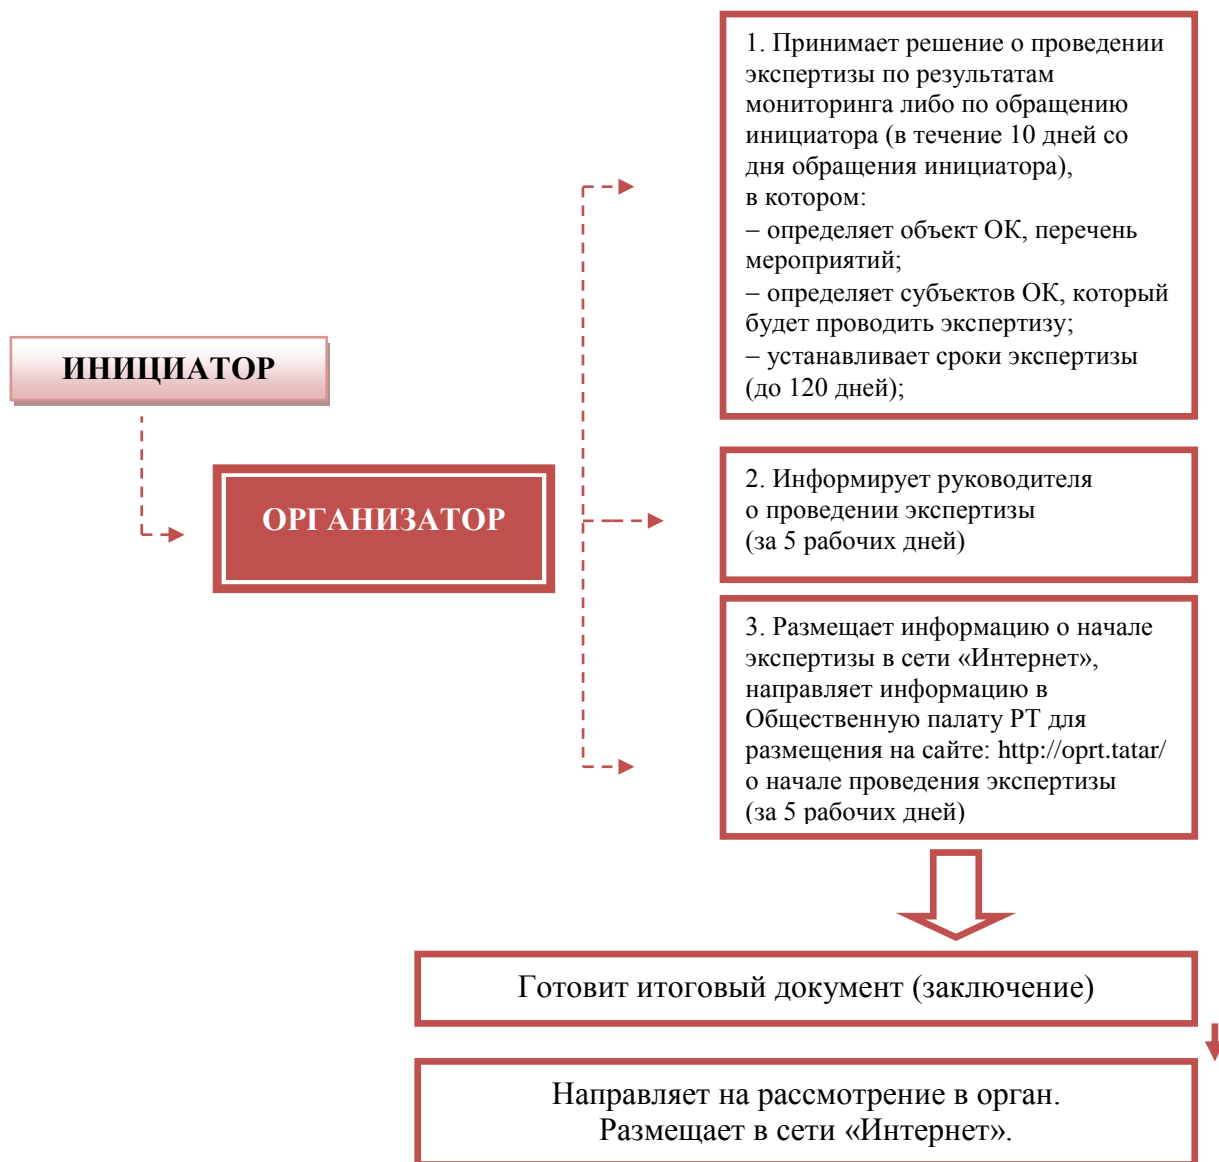 ИНИЦИАТОР
ОРГАНИЗАТОР
1. Принимает решение о проведении
экспертизы по результатам
мониторинга либо по обращению
инициатора (в течение 10 дней со
дня обращения инициатора),
в котором:
– определяет объект ОК, перечень
мероприятий;
– определяет субъектов ОК, который
будет проводить экспертизу;
– устанавливает сроки экспертизы
(до 120 дней);
2. Информирует руководителя
о проведении экспертизы
(за 5 рабочих дней)
3. Размещает информацию о начале
экспертизы в сети «Интернет»,
направляет информацию в
Общественную палату РТ для
размещения на сайте: http://oprt.tatar/
о начале проведения экспертизы
(за 5 рабочих дней)
Готовит итоговый документ (заключение)
Направляет на рассмотрение в орган.
Размещает в сети «Интернет».